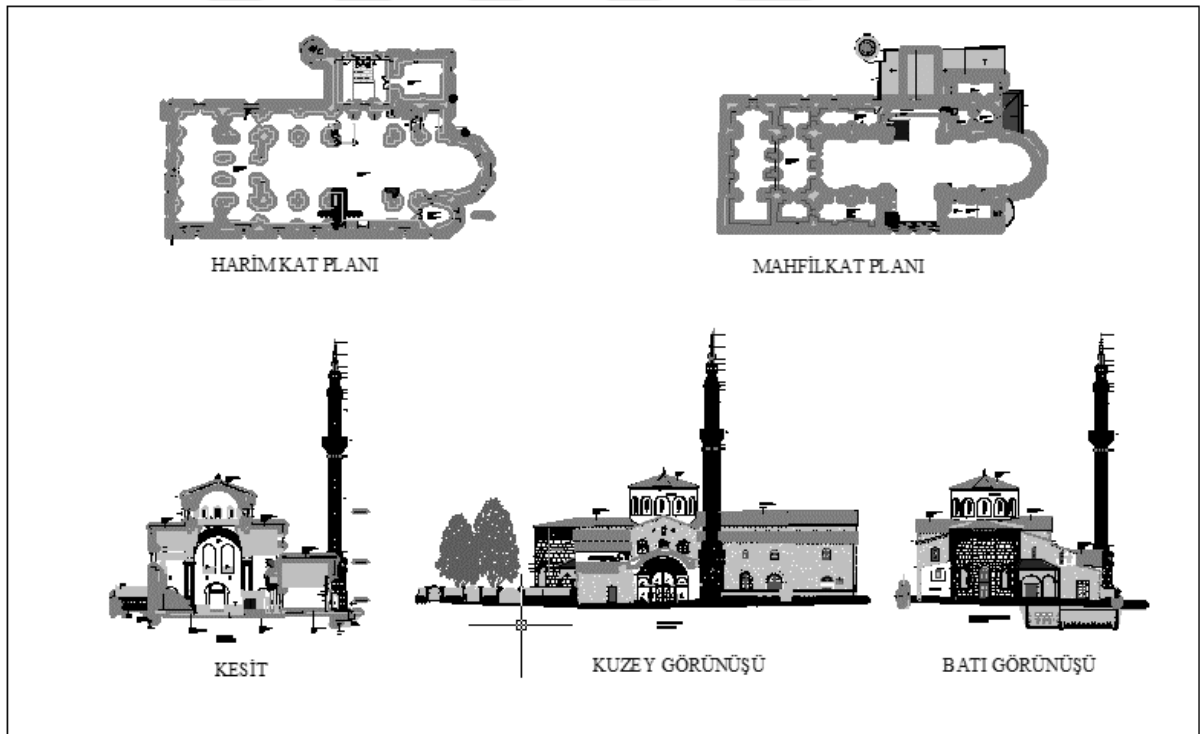 HARİM KAT PLANI
MAHFİLKAT PLANI
KESİT
KUZEY GÖRÜNÜŞÜ
BATI GÖRÜNÜŞÜ